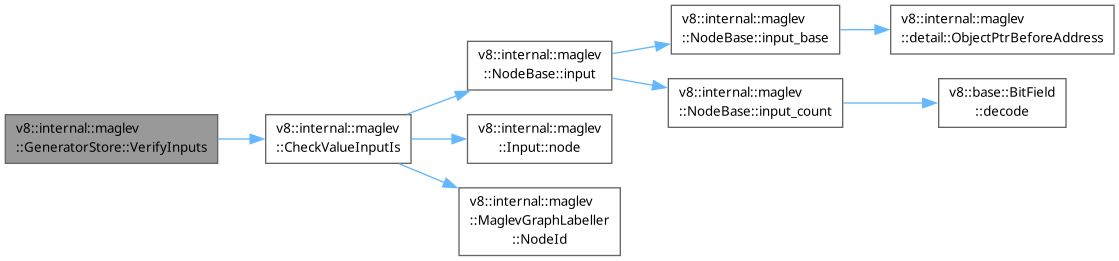 v8::internal::maglev
::GeneratorStore::VerifyInputs
v8::internal::maglev
::CheckValueInputIs
v8::internal::maglev
::NodeBase::input
v8::internal::maglev
::NodeBase::input_base
v8::internal::maglev
::detail::ObjectPtrBeforeAddress
v8::internal::maglev
::NodeBase::input_count
v8::base::BitField
::decode
v8::internal::maglev
::Input::node
v8::internal::maglev
::MaglevGraphLabeller
::NodeId